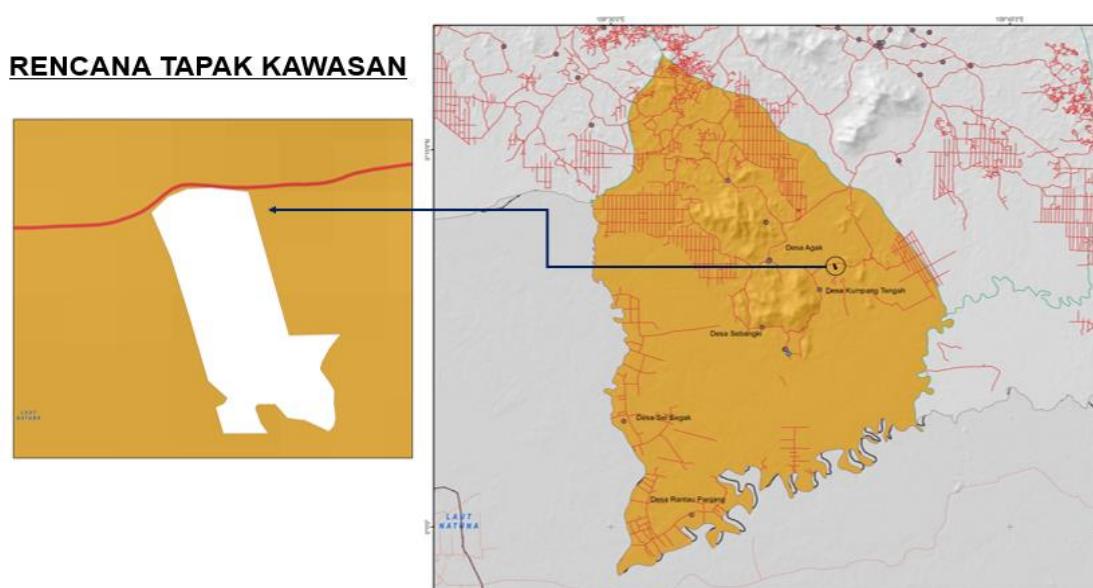 RENCANA TAPAK KAWASAN
LAUT
NATUNA
Desa Agak
Desa Kumpang Tengah
Desa Sebangki
Desa Sei Segak
Desa Rantau Panjang
LAUT
NATUNA